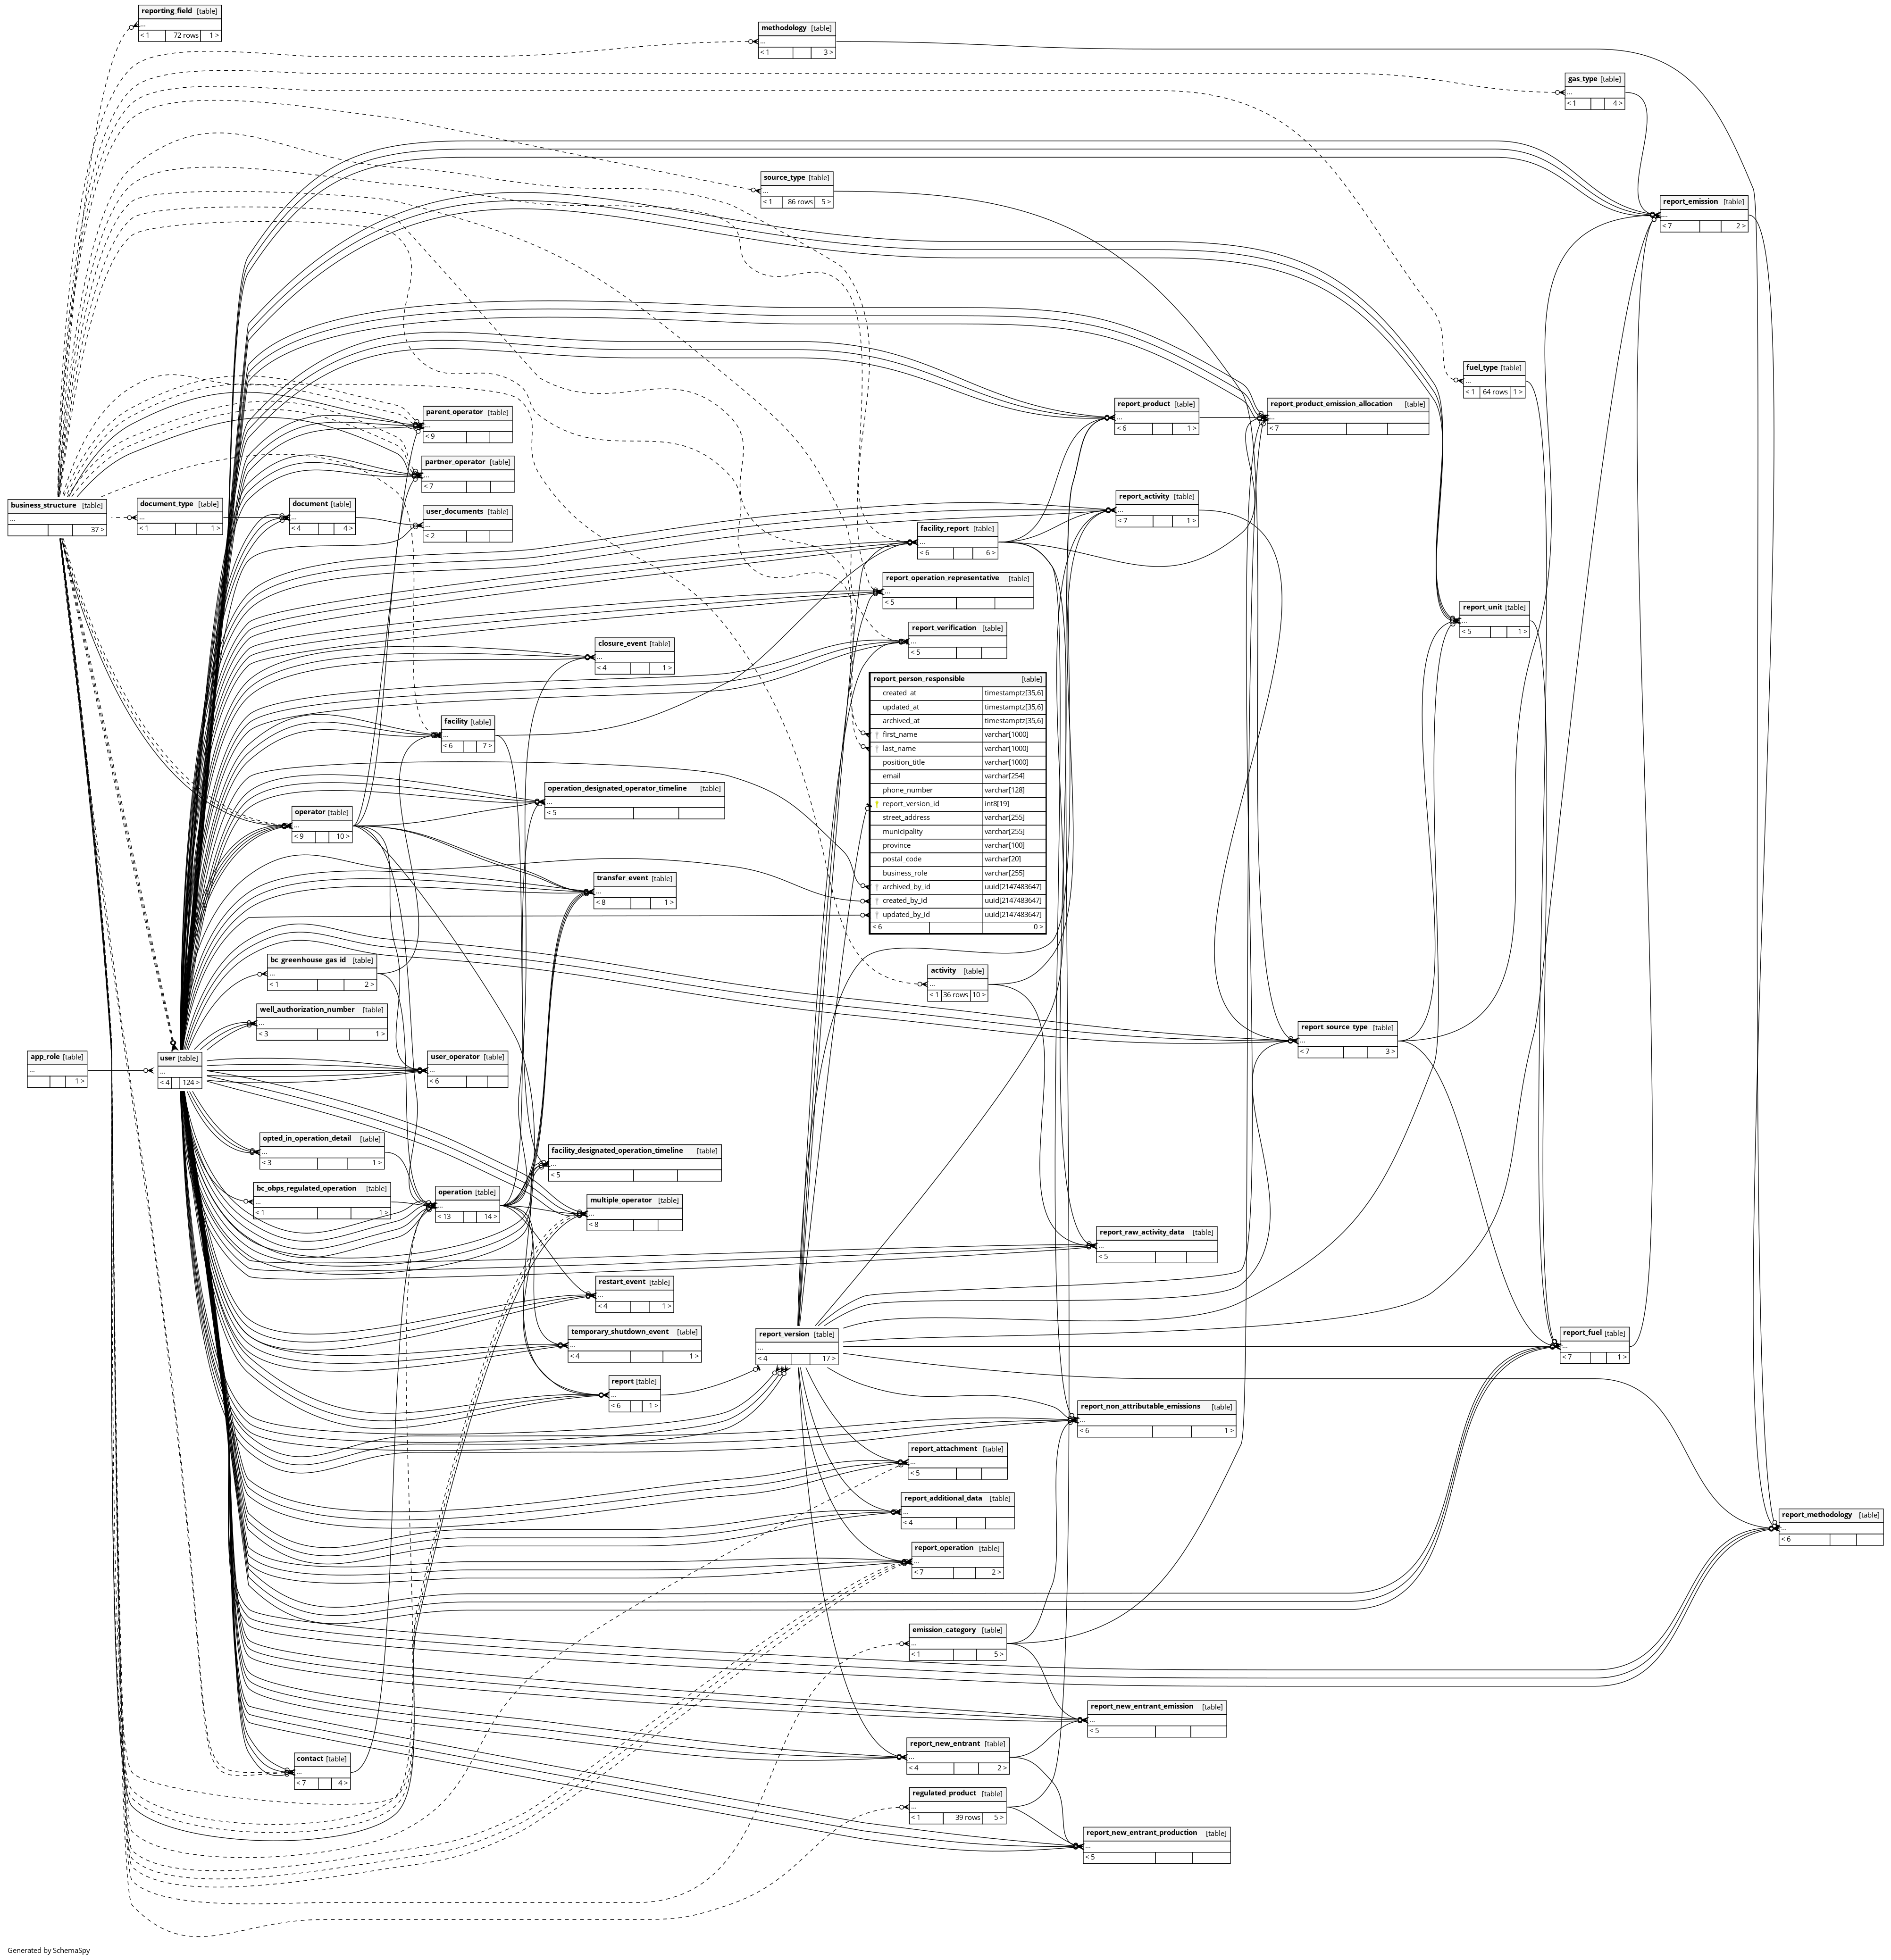 reporting_field [table]
...
< 1 72 rows 1 >
methodology [table]
...
< 1 3 >
gas_type [table]
...
< 1 4 >
source_type [table]
...
< 1 86 rows 5 >
report_emission [table]
...
< 7 2 >
fuel_type [table]
...
< 1 64 rows 1 >
parent_operator [table]
...
< 9
report_product [table]
...
< 6 1 >
report_product_emission_allocation [table]
...
< 7
partner_operator [table]
...
< 7
business_structure [table]
...
37 >
document_type [table]
...
< 1 1 >
document [table]
...
< 4 4 >
user_documents [table]
...
< 2
report_activity [table]
...
< 7 1 >
facility_report [table]
...
< 6 6 >
report_operation_representative [table]
...
< 5
report_unit [table]
...
< 5 1 >
report_verification [table]
...
< 5
closure_event [table]
...
< 4 1 >
report_person_responsible [table]
created_at timestamptz[35,6]
updated_at timestamptz[35,6]
archived_at timestamptz[35,6]
first_name varchar[1000]
last_name varchar[1000]
position_title varchar[1000]
email varchar[254]
phone_number varchar[128]
report_version_id int8[19]
street_address varchar[255]
municipality varchar[255]
province varchar[100]
postal_code varchar[20]
business_role varchar[255]
archived_by_id uuid[2147483647]
created_by_id uuid[2147483647]
updated_by_id uuid[2147483647]
< 6 0 >
facility [table]
...
< 6 7 >
operation_designated_operator_timeline [table]
...
< 5
operator [table]
...
< 9 10 >
transfer_event [table]
...
< 8 1 >
bc_greenhouse_gas_id [table]
...
< 1 2 >
activity [table]
...
< 1 36 rows 10 >
well_authorization_number [table]
...
< 3 1 >
report_source_type [table]
...
< 7 3 >
app_role [table]
...
1 >
user [table]
...
< 4 124 >
user_operator [table]
...
< 6
opted_in_operation_detail [table]
...
< 3 1 >
facility_designated_operation_timeline [table]
...
< 5
bc_obps_regulated_operation [table]
...
< 1 1 >
operation [table]
...
< 13 14 >
multiple_operator [table]
...
< 8
report_raw_activity_data [table]
...
< 5
restart_event [table]
...
< 4 1 >
temporary_shutdown_event [table]
...
< 4 1 >
report_version [table]
...
< 4 17 >
report_fuel [table]
...
< 7 1 >
report [table]
...
< 6 1 >
report_non_attributable_emissions [table]
...
< 6 1 >
report_attachment [table]
...
< 5
report_additional_data [table]
...
< 4
report_methodology [table]
...
< 6
report_operation [table]
...
< 7 2 >
emission_category [table]
...
< 1 5 >
report_new_entrant_emission [table]
...
< 5
report_new_entrant [table]
...
< 4 2 >
contact [table]
...
< 7 4 >
regulated_product [table]
...
< 1 39 rows 5 >
report_new_entrant_production [table]
...
< 5
Generated by SchemaSpy